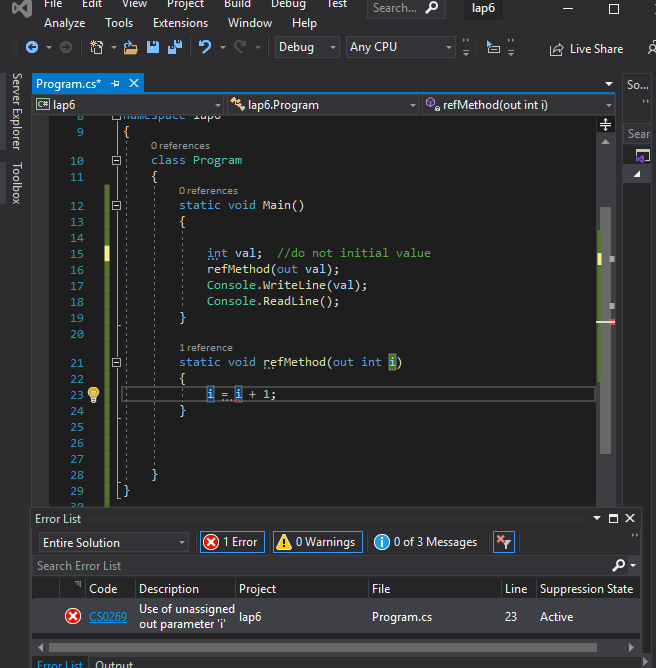 File Edit View Project Build Debug Test
Analyze Tools Extensions Window Help
Search...
lap6
Debug Any CPU
Live Share
Server Explorer
Toolbox
Program.cs*
So...
lap6
lap6.Program
refMethod(out int i)
Sear
8 namespace lap6
9 {
0 references
10 class Program
11 {
0 references
12 static void Main()
13 {
14
15 int val; //do not initial value
16 refMethod(out val);
17 Console.WriteLine(val);
18 Console.ReadLine();
19 }
20
1 reference
21 static void refMethod(out int i)
22 {
23 i = i + 1;
24 }
25
26
27
28 }
29 }
30
Error List
Entire Solution
1 Error
0 Warnings
0 of 3 Messages
Search Error List
Code Description Project File Line Suppression State
CS0269 Use of unassigned out parameter 'i' lap6 Program.cs 23 Active
Error List Output